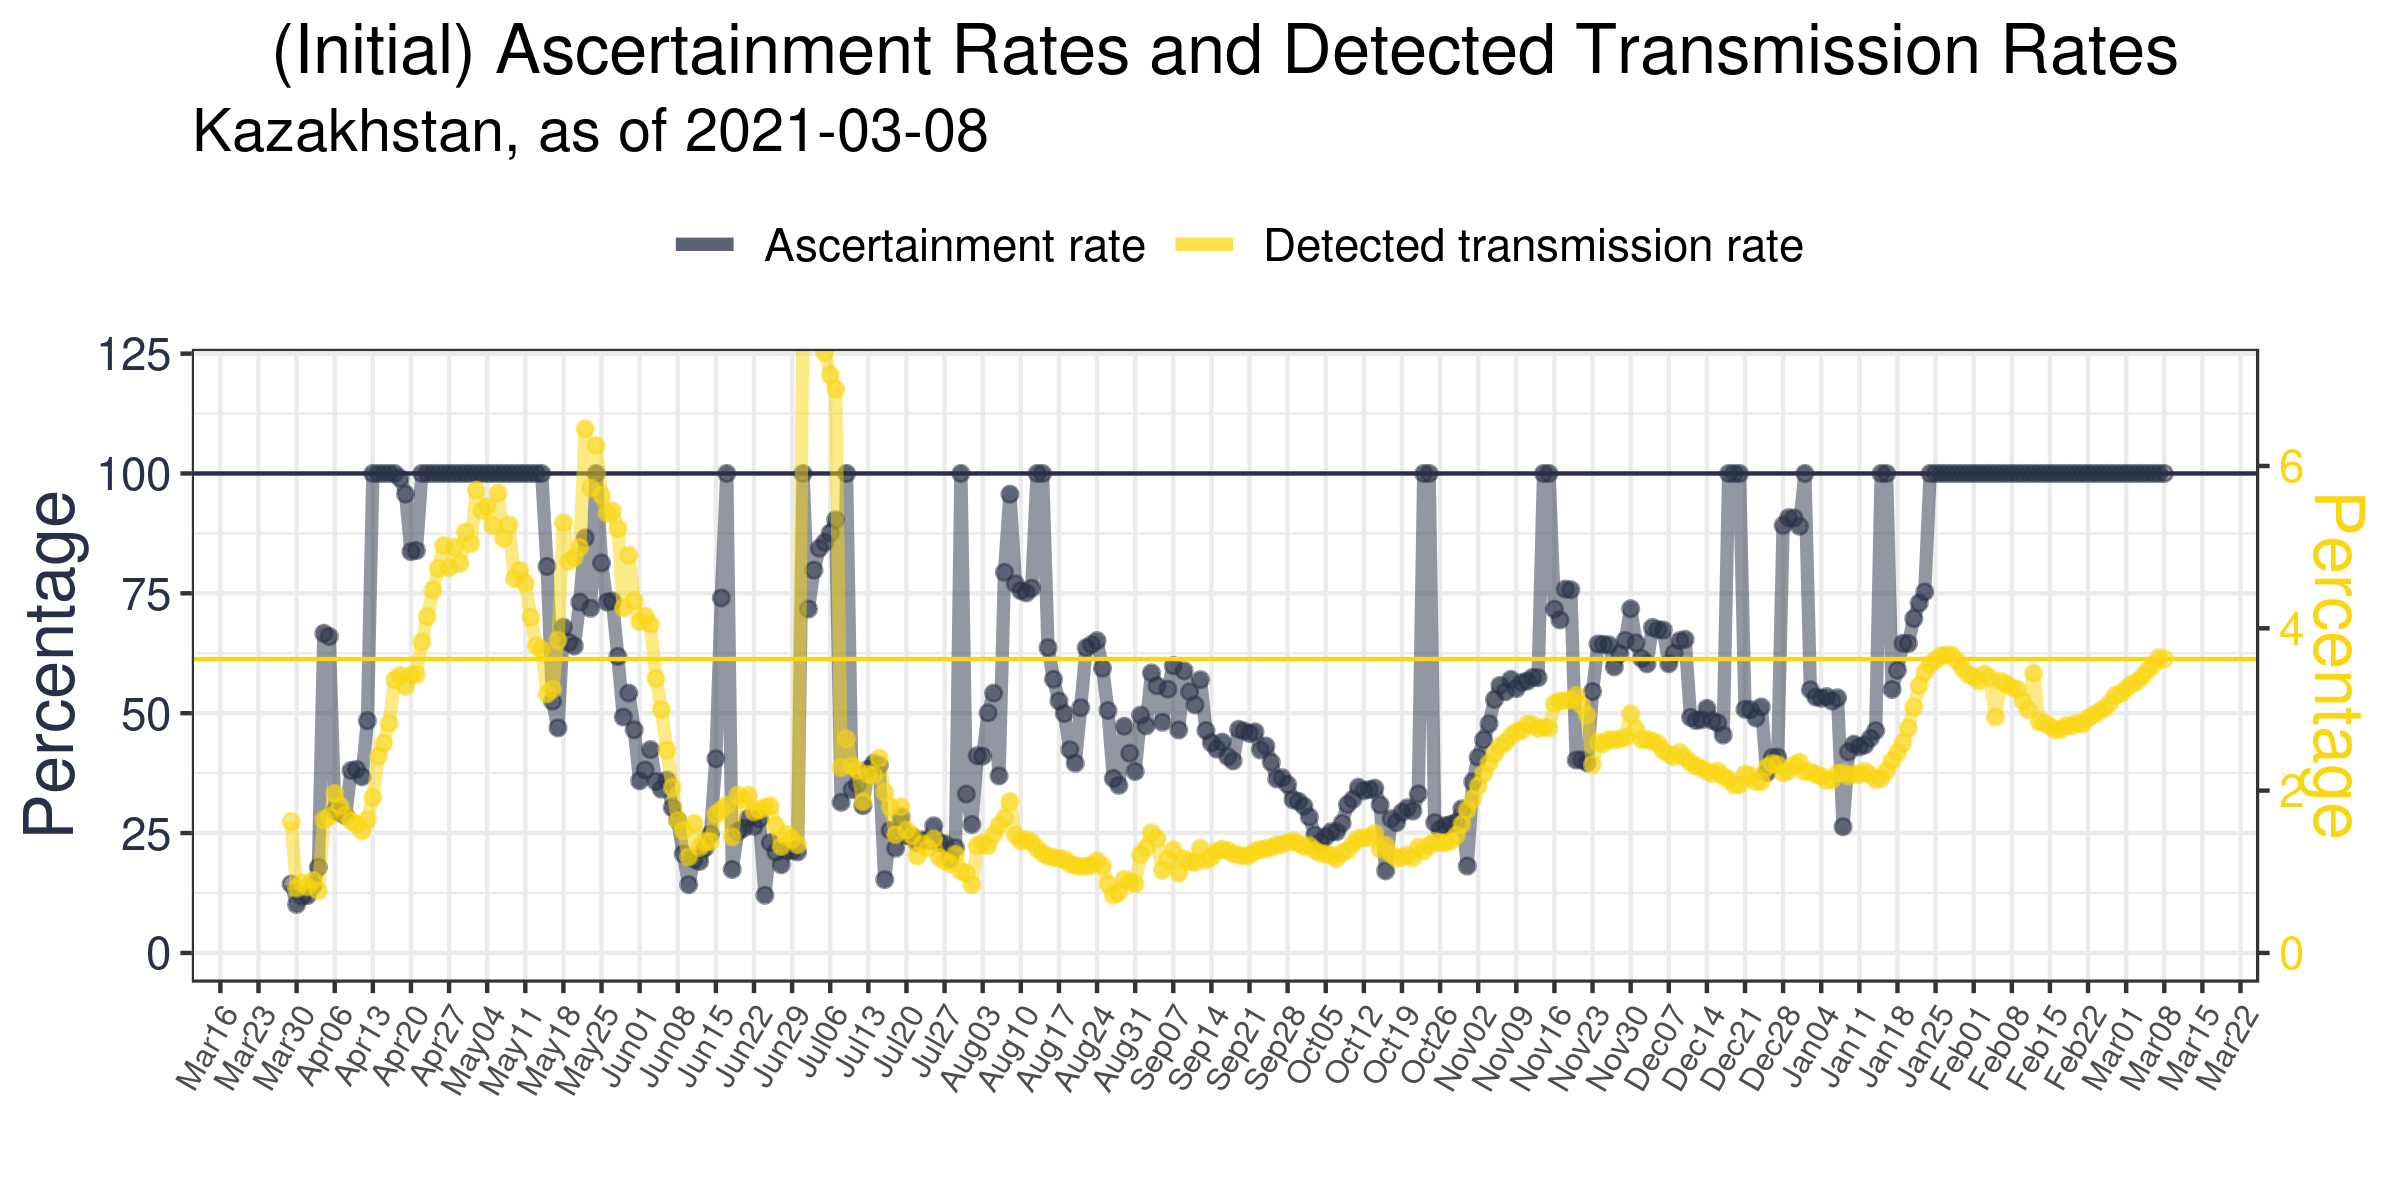 (Initial) Ascertainment Rates and Detected Transmission Rates
Kazakhstan, as of 2021-03-08
Ascertainment rate
Detected transmission rate
125
100
75
50
25
0
Percentage
6
4
2
0
Percentage
Mar16
Mar23
Mar30
Apr06
Apr13
Apr20
Apr27
May04
May11
May18
May25
Jun01
Jun08
Jun15
Jun22
Jun29
Jul06
Jul13
Jul20
Jul27
Aug03
Aug10
Aug17
Aug24
Aug31
Sep07
Sep14
Sep21
Sep28
Oct05
Oct12
Oct19
Oct26
Nov02
Nov09
Nov16
Nov23
Nov30
Dec07
Dec14
Dec21
Dec28
Jan04
Jan11
Jan18
Jan25
Feb01
Feb08
Feb15
Feb22
Mar01
Mar08
Mar15
Mar22